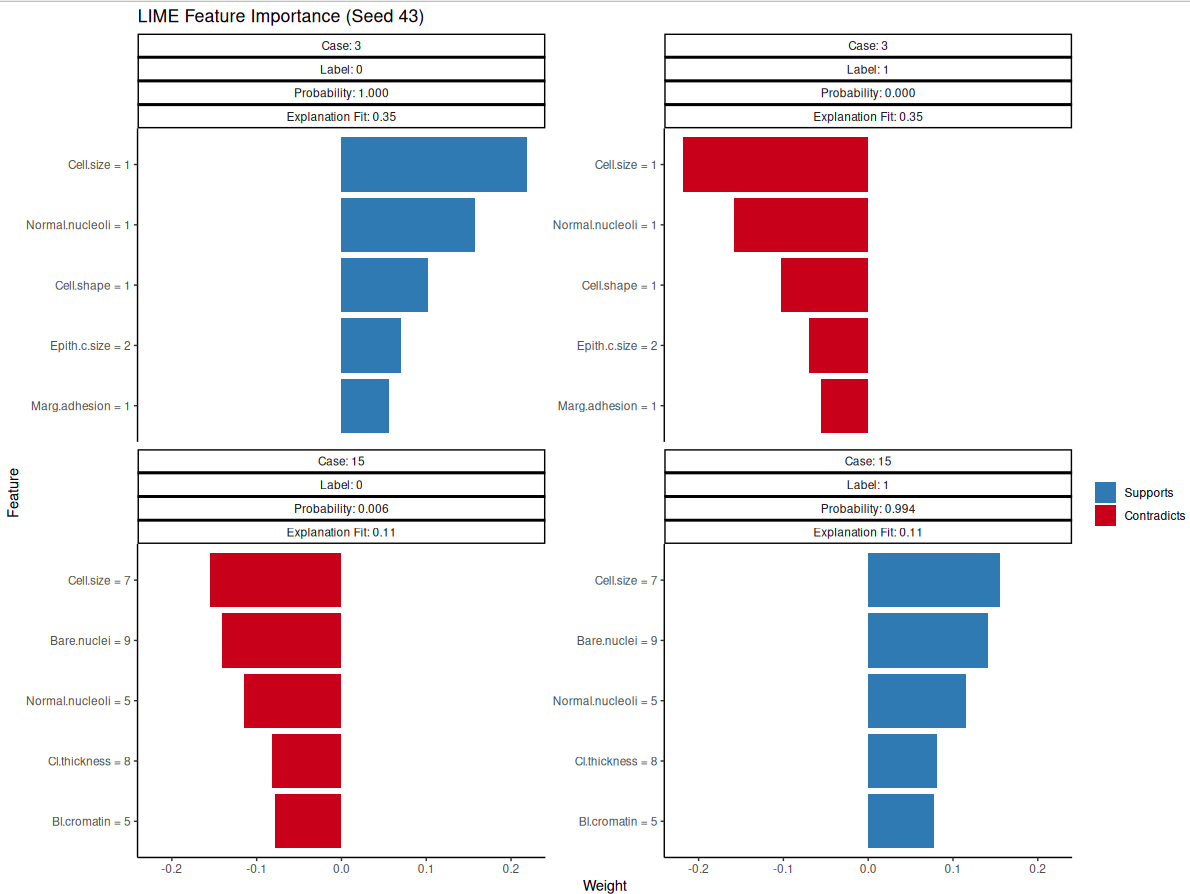 LIME Feature Importance (Seed 43)
Case: 3
Label: 0
Probability: 1.000
Explanation Fit: 0.35
Cell.size = 1
Normal.nucleoli = 1
Cell.shape = 1
Epith.c.size = 2
Marg.adhesion = 1
Case: 3
Label: 1
Probability: 0.000
Explanation Fit: 0.35
Cell.size = 1
Normal.nucleoli = 1
Cell.shape = 1
Epith.c.size = 2
Marg.adhesion = 1
Case: 15
Label: 0
Probability: 0.006
Explanation Fit: 0.11
Cell.size = 7
Bare.nuclei = 9
Normal.nucleoli = 5
Cl.thickness = 8
Bl.cromatin = 5
-0.2 -0.1 0.0 0.1 0.2
Case: 15
Label: 1
Probability: 0.994
Explanation Fit: 0.11
Cell.size = 7
Bare.nuclei = 9
Normal.nucleoli = 5
Cl.thickness = 8
Bl.cromatin = 5
-0.2 -0.1 0.0 0.1 0.2
Feature
Weight
Supports
Contradicts